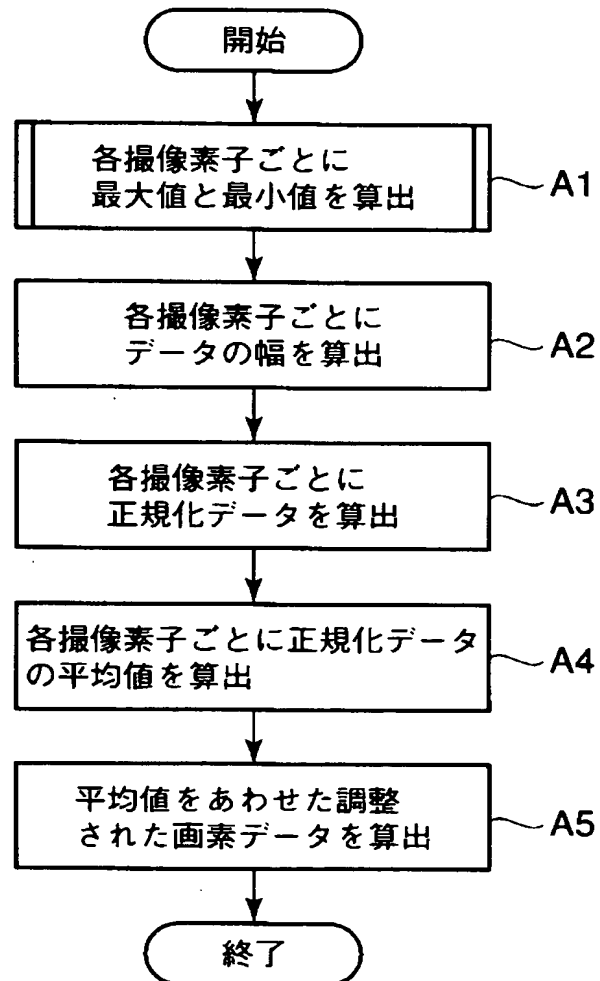 開始
各撮像素子ごとに
最大値と最小値を算出
A1
各撮像素子ごとに
データの幅を算出
A2
各撮像素子ごとに
正規化データを算出
A3
各撮像素子ごとに正規化データ
の平均値を算出
A4
平均値をあわせた調整
された画素データを算出
A5
終了